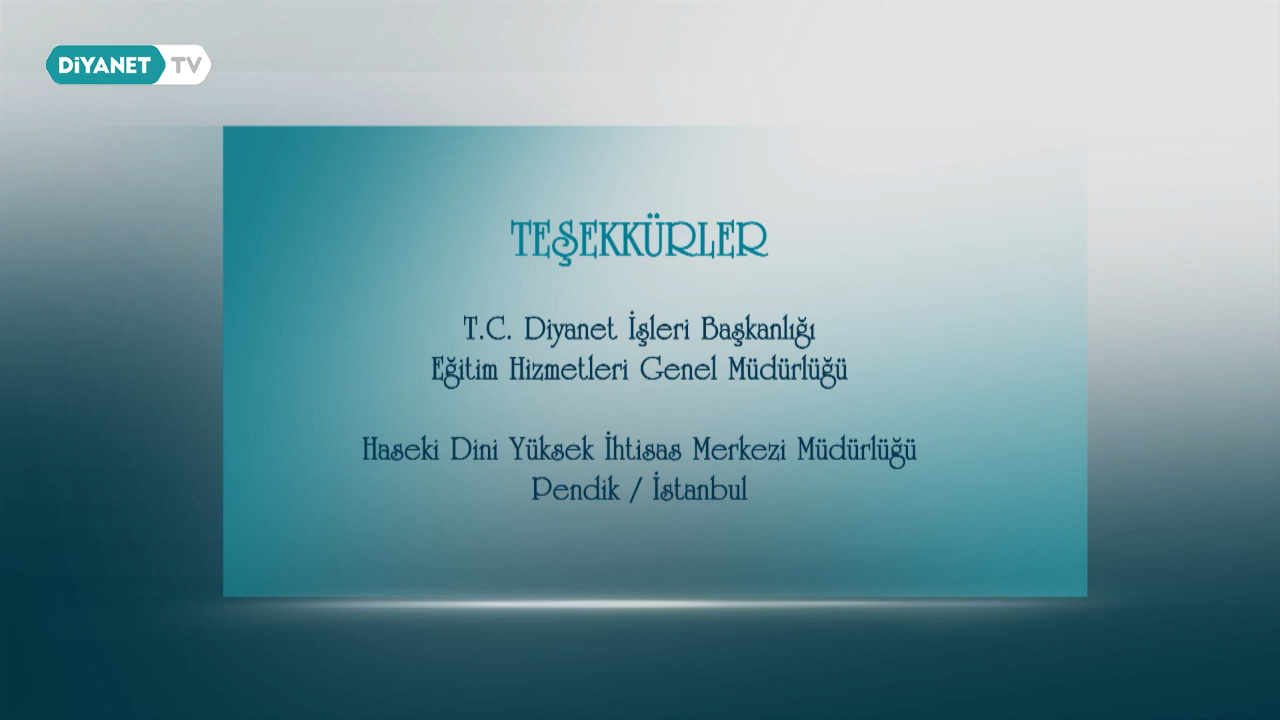 DİYANET TV
TEŞEKKÜRLER
T.C. Diyanet İşleri Başkanlığı
Eğitim Hizmetleri Genel Müdürlüğü
Haseki Dini Yüksek İhtisas Merkezi Müdürlüğü
Pendik / İstanbul